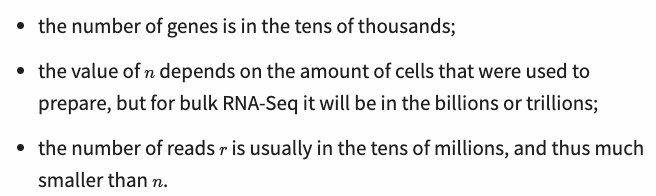 • the number of genes is in the tens of thousands;
• the value of n depends on the amount of cells that were used to
prepare, but for bulk RNA-Seq it will be in the billions or trillions;
• the number of reads r is usually in the tens of millions, and thus much
smaller than n.